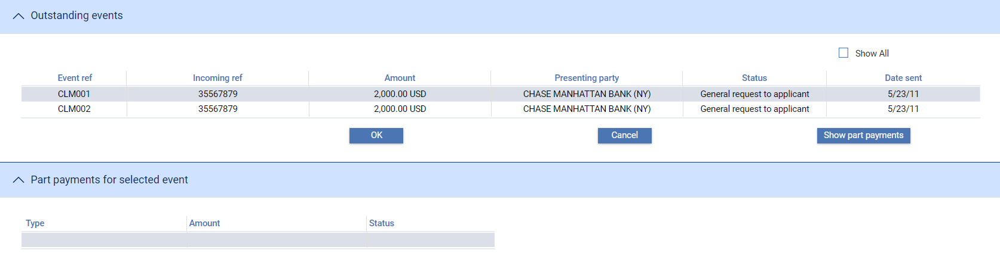 Outstanding events
Show All
Event ref Incoming ref Amount Presenting party Status Date sent
CLM001 35567879 2,000.00 USD CHASE MANHATTAN BANK (NY) General request to applicant 5/23/11
CLM002 35567879 2,000.00 USD CHASE MANHATTAN BANK (NY) General request to applicant 5/23/11
OK Cancel Show part payments
Part payments for selected event
Type Amount Status